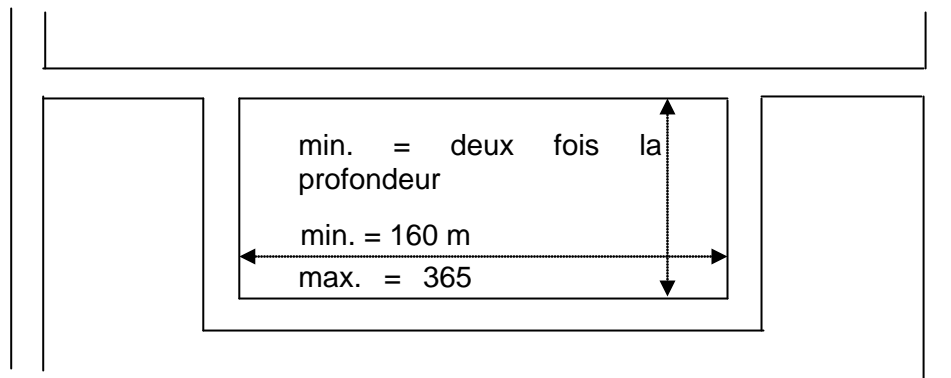 min. = deux fois la
profondeur
min. = 160 m
max. = 365